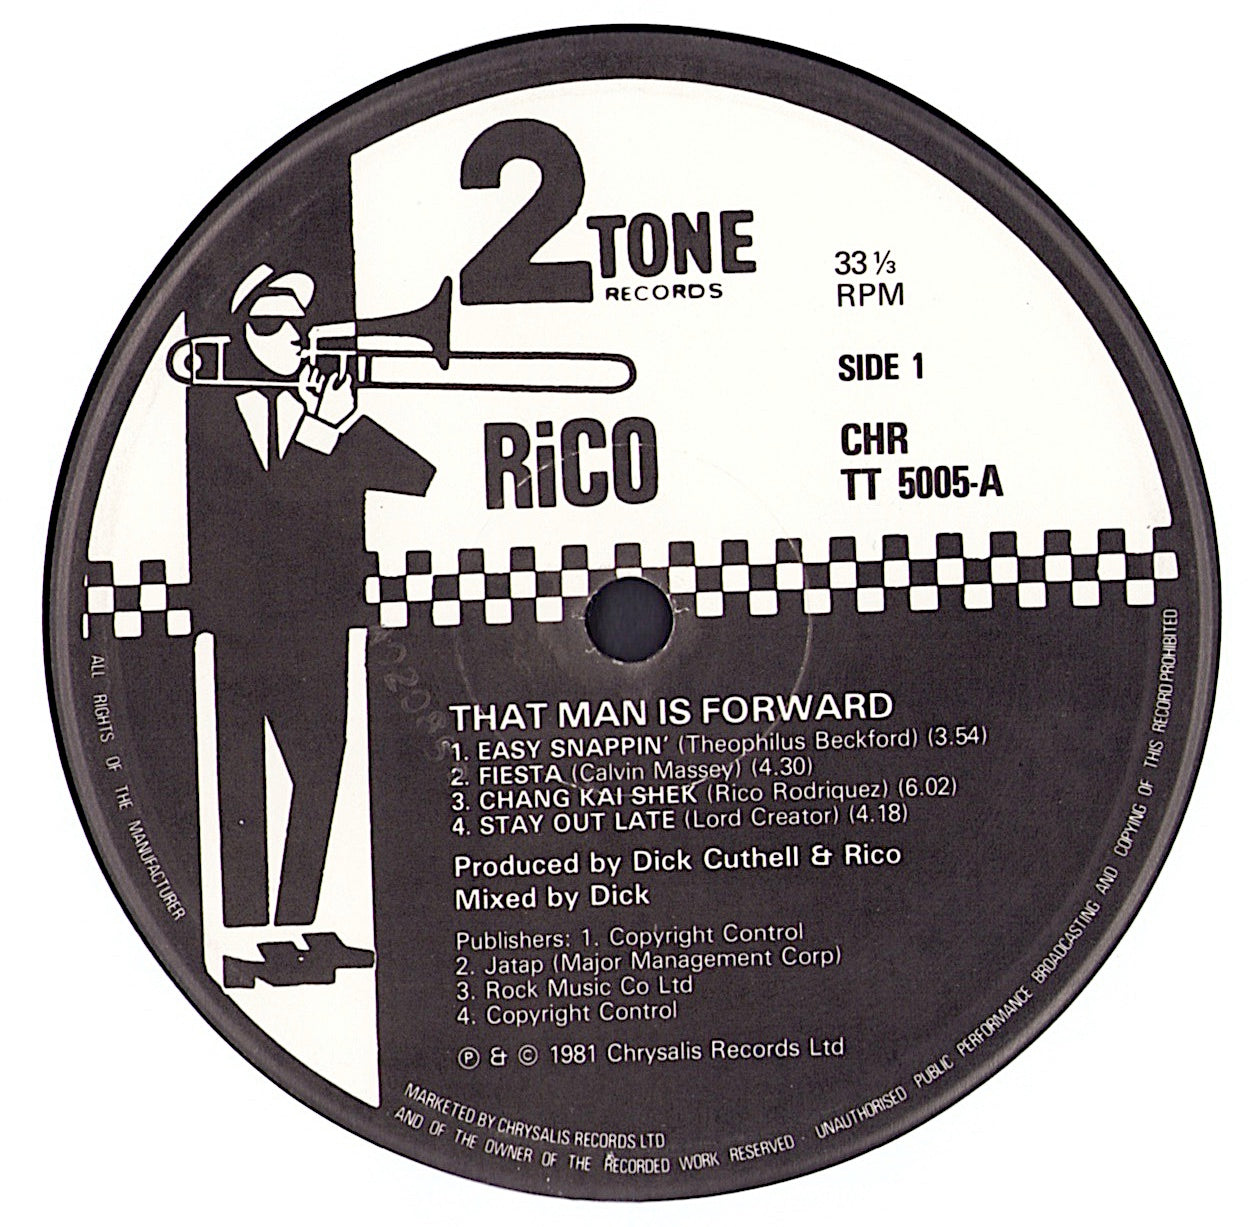 2 TONE
RECORDS
33 ⅓
RPM
SIDE 1
RiCO
CHR
TT 5005-A
THAT MAN IS FORWARD
1. EASY SNAPPIN' (Theophilus Beckford) (3.54)
2. FIESTA (Calvin Massey) (4.30)
3. CHANG KAI SHEK (Rico Rodriquez) (6.02)
4. STAY OUT LATE (Lord Creator) (4.18)
Produced by Dick Cuthell & Rico
Mixed by Dick
Publishers: 1. Copyright Control
2. Jatap (Major Management Corp)
3. Rock Music Co Ltd
4. Copyright Control
℗ & © 1981 Chrysalis Records Ltd
MARKETED BY CHRYSALIS RECORDS LTD
ALL RIGHTS OF THE MANUFACTURER AND OF THE OWNER OF THE RECORDED WORK RESERVED · UNAUTHORISED PUBLIC PERFORMANCE BROADCASTING AND COPYING OF THIS RECORD PROHIBITED